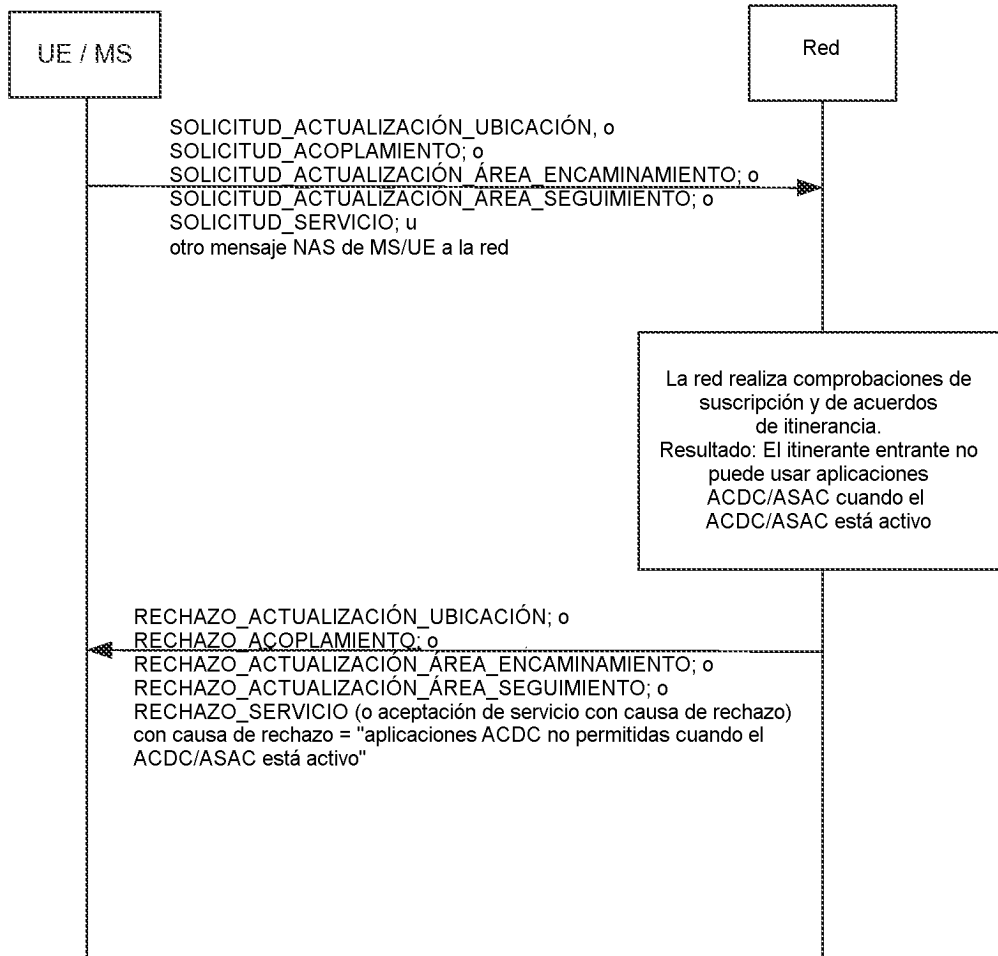 UE / MS
Red
SOLICITUD_ACTUALIZACIÓN_UBICACIÓN, o
SOLICITUD_ACOPLAMIENTO; o
SOLICITUD_ACTUALIZACIÓN_ÁREA_ENCAMINAMIENTO; o
SOLICITUD_ACTUALIZACIÓN_ÁREA_SEGUIMIENTO; o
SOLICITUD_SERVICIO; u
otro mensaje NAS de MS/UE a la red
La red realiza comprobaciones de
suscripción y de acuerdos
de itinerancia.
Resultado: El itinerante entrante no
puede usar aplicaciones
ACDC/ASAC cuando el
ACDC/ASAC está activo
RECHAZO_ACTUALIZACIÓN_UBICACIÓN; o
RECHAZO_ACOPLAMIENTO; o
RECHAZO_ACTUALIZACIÓN_ÁREA_ENCAMINAMIENTO; o
RECHAZO_ACTUALIZACIÓN_ÁREA_SEGUIMIENTO; o
RECHAZO_SERVICIO (o aceptación de servicio con causa de rechazo)
con causa de rechazo = "aplicaciones ACDC no permitidas cuando el
ACDC/ASAC está activo"